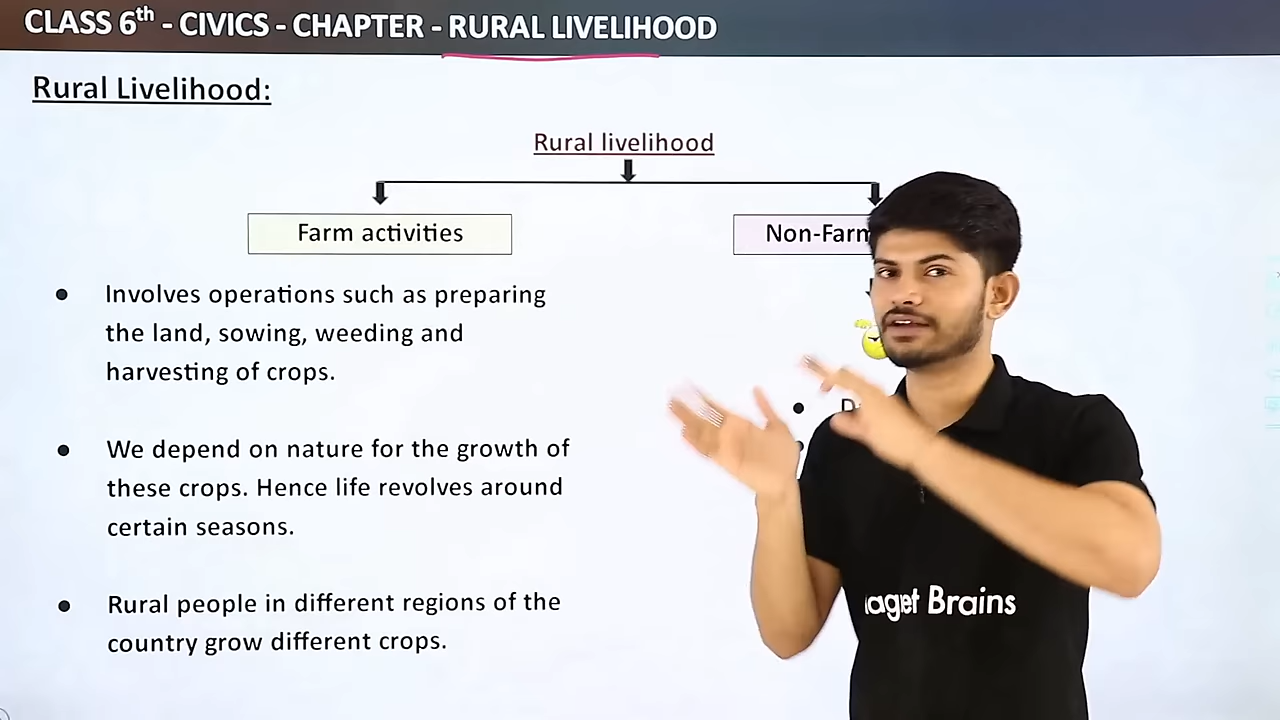 CLASS 6th - CIVICS - CHAPTER - RURAL LIVELIHOOD
Rural Livelihood:
Rural livelihood
Farm activities
Non-Farm
• Involves operations such as preparing
the land, sowing, weeding and
harvesting of crops.
• We depend on nature for the growth of
these crops. Hence life revolves around
certain seasons.
• Rural people in different regions of the
country grow different crops.
Brains